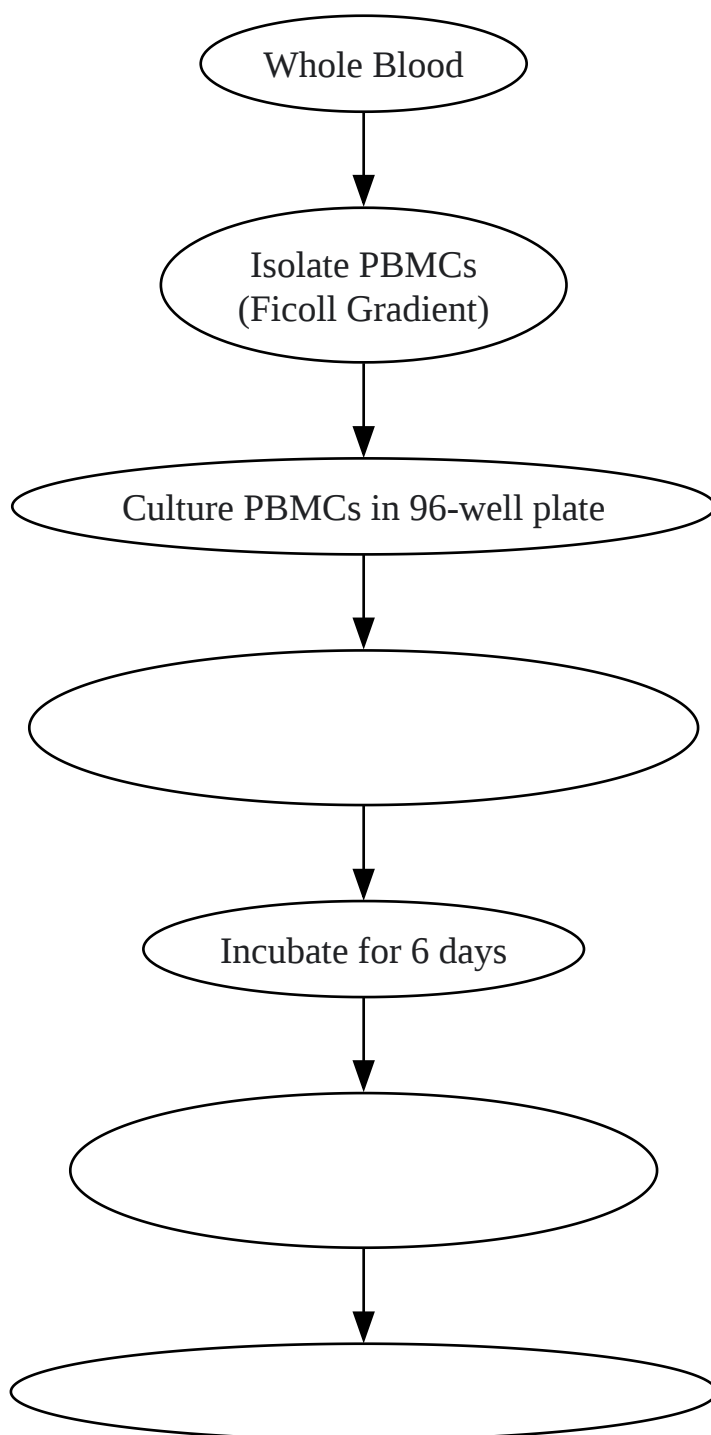 Whole Blood
Isolate PBMCs
(Ficoll Gradient)
Culture PBMCs in 96-well plate
Incubate for 6 days